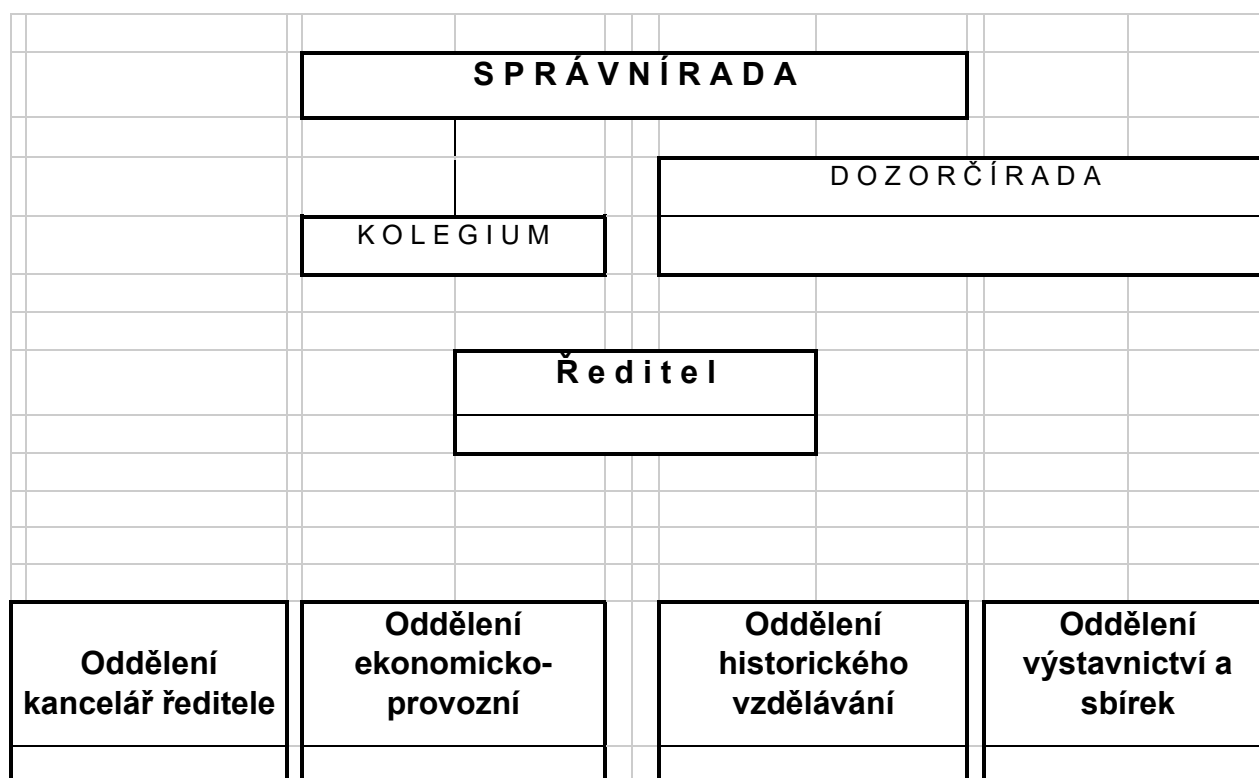 S P R Á V N Í R A D A
D O Z O R Č Í R A D A
K O L E G I U M
Ř e d i t e l
Oddělení
kancelář ředitele
Oddělení
ekonomicko-
provozní
Oddělení
historického
vzdělávání
Oddělení
výstavnictví a
sbírek